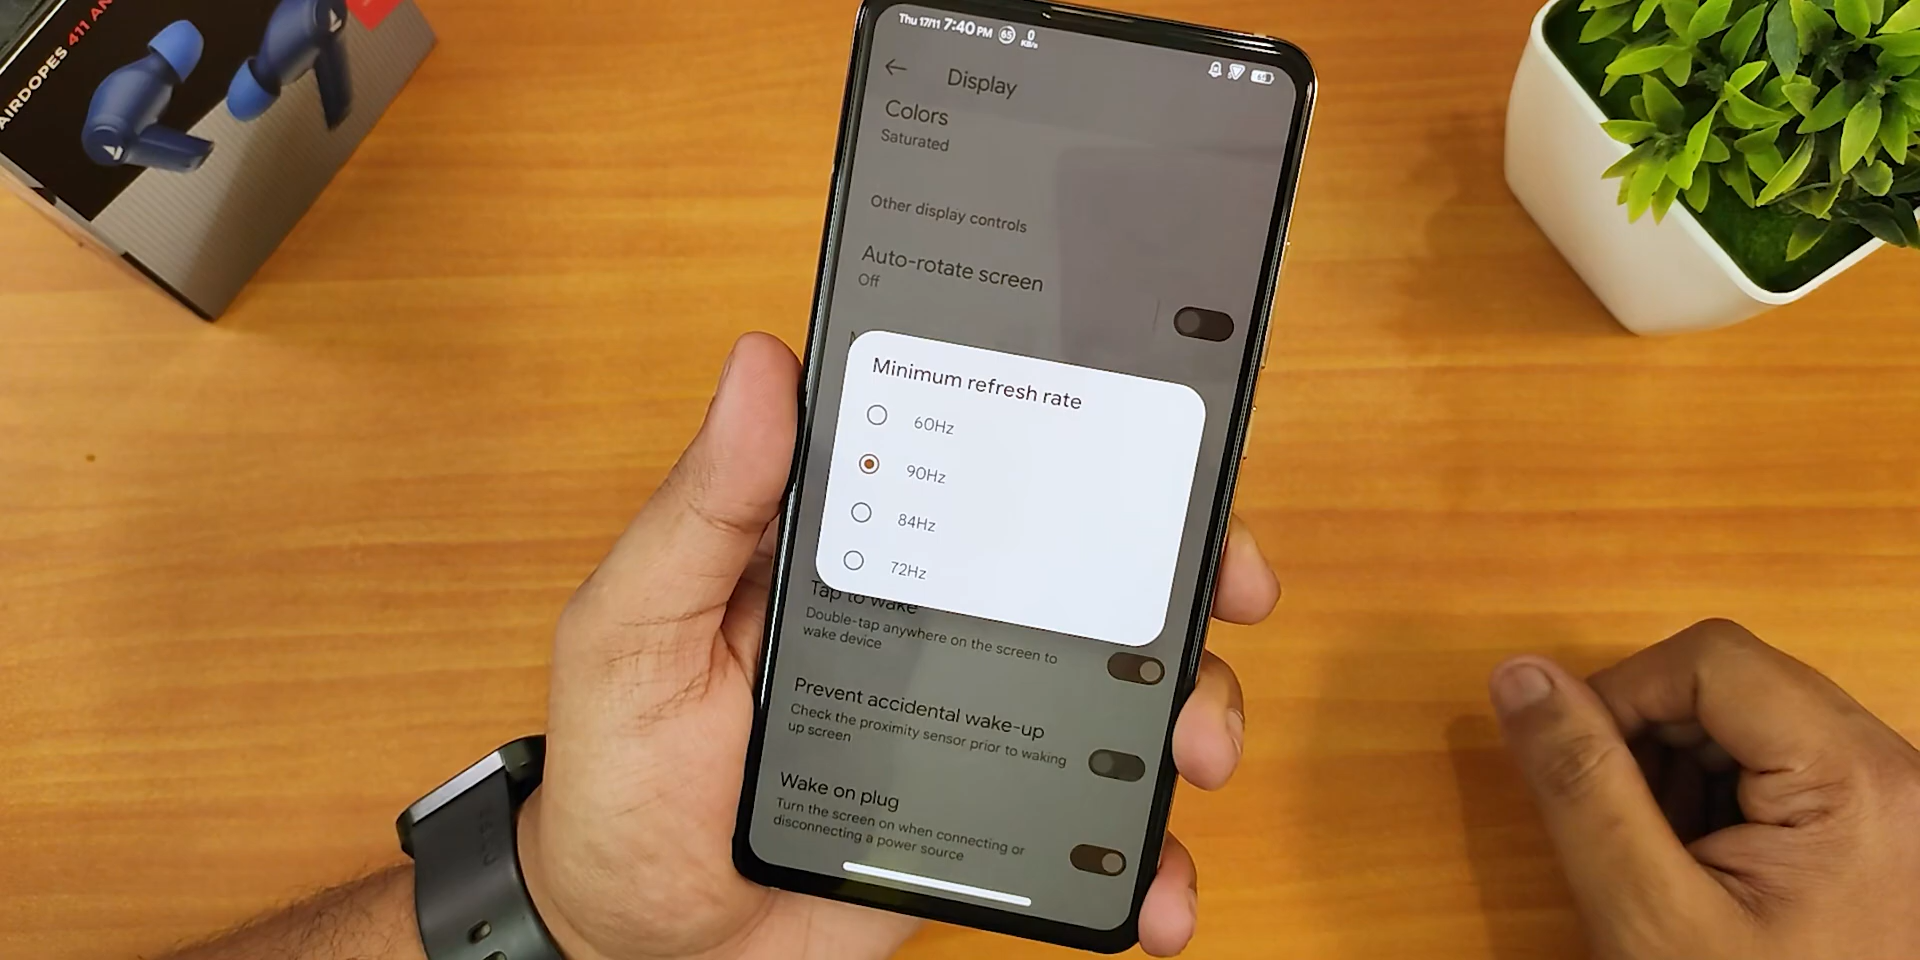 AIRDOPES 411 AN
Thu 17/11 7:40 PM 65 0 KB/s
Display
Colors
Saturated
Other display controls
Auto-rotate screen
Off
Minimum refresh rate
60Hz
90Hz
84Hz
72Hz
Tap to wake
Double-tap anywhere on the screen to
wake device
Prevent accidental wake-up
Check the proximity sensor prior to waking
up screen
Wake on plug
Turn the screen on when connecting or
disconnecting a power source